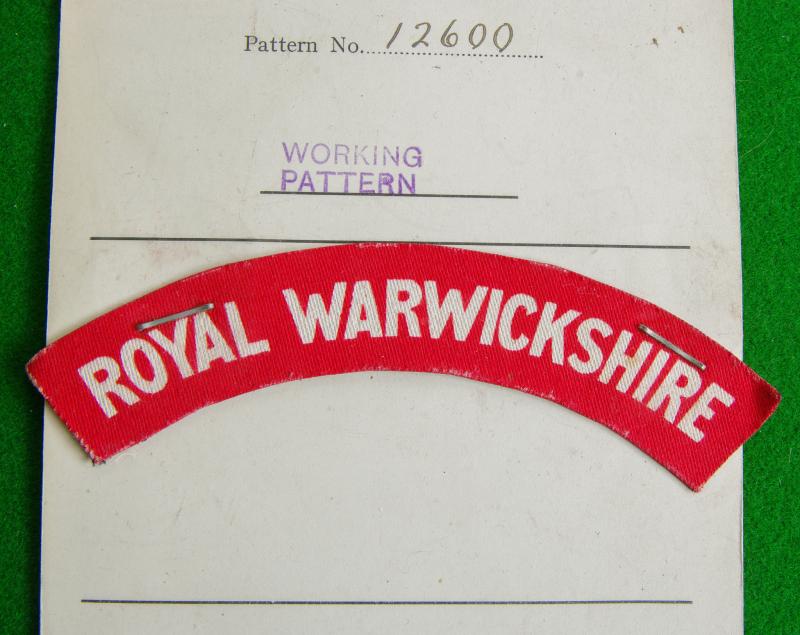 Pattern No. 12600
WORKING
PATTERN
ROYAL WARWICKSHIRE